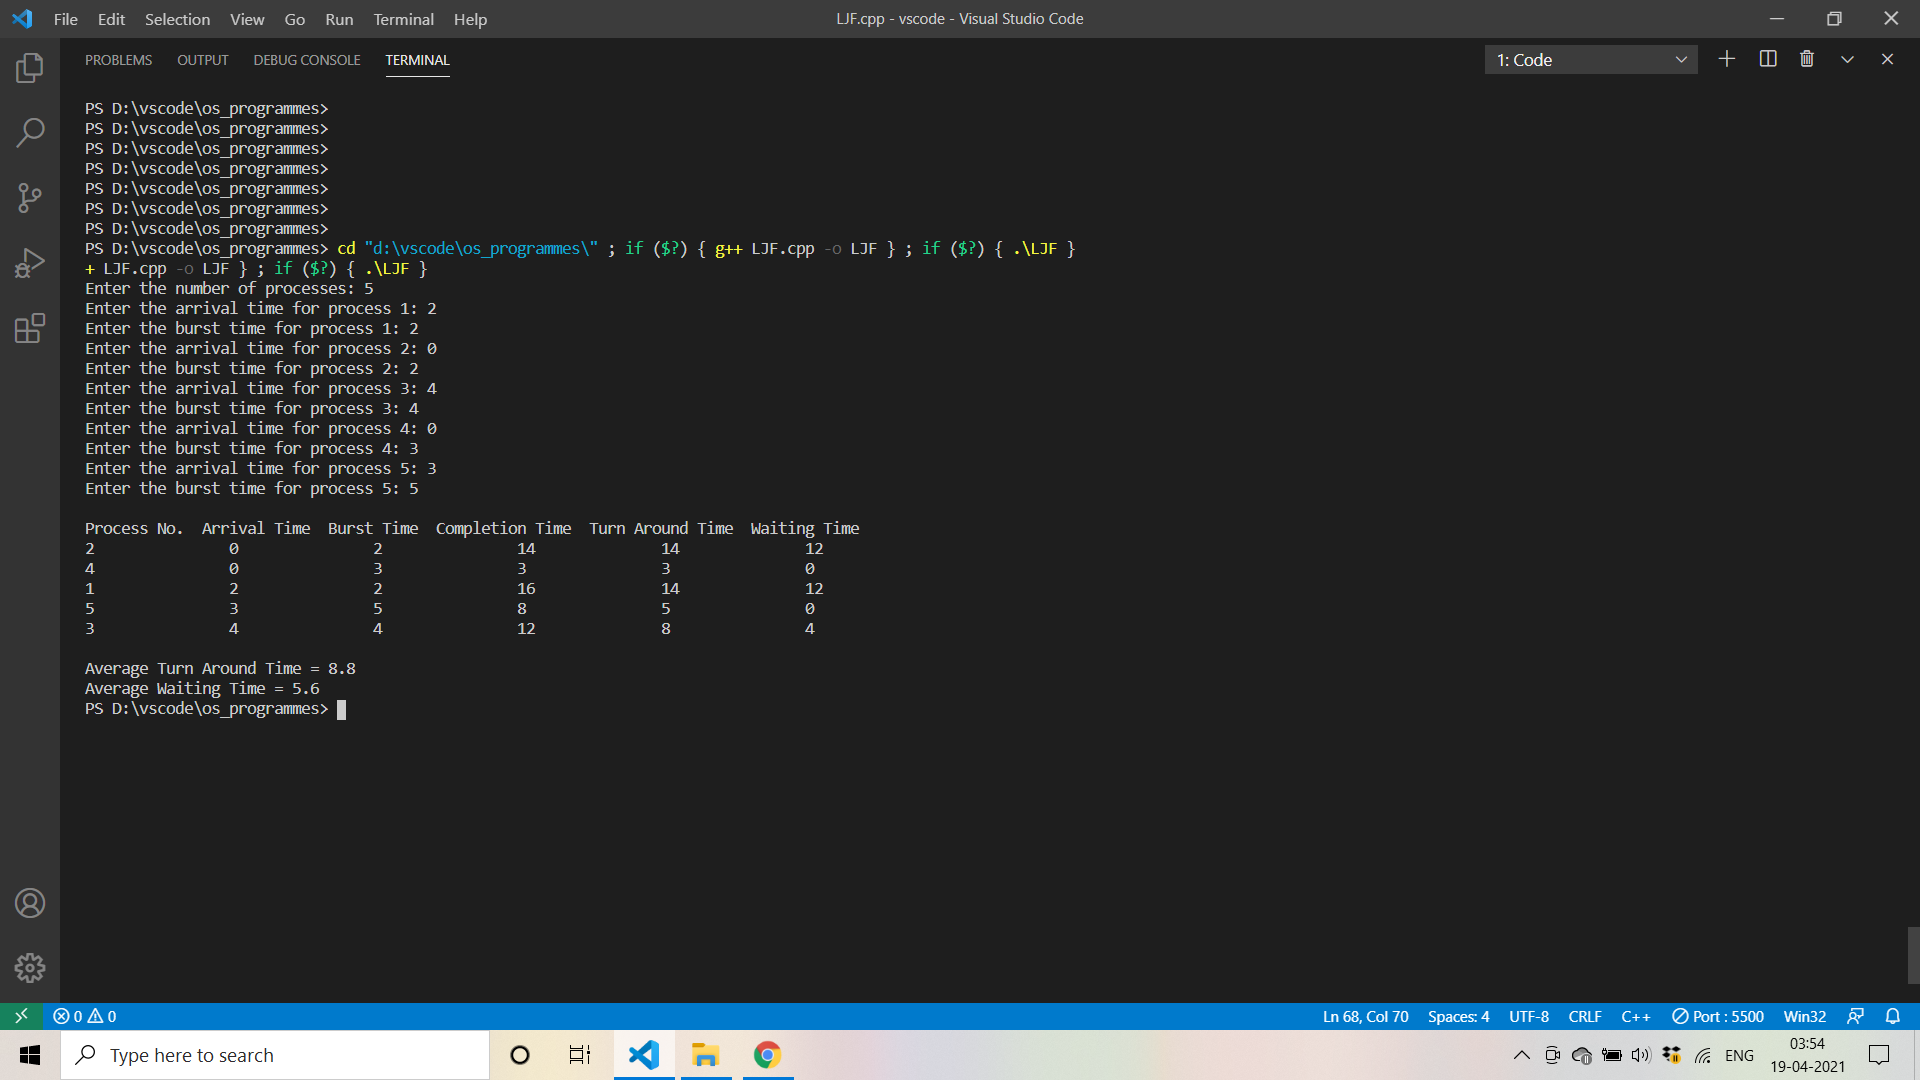 File Edit Selection View Go Run Terminal Help LJF.cpp - vscode - Visual Studio Code
PROBLEMS OUTPUT DEBUG CONSOLE TERMINAL 1: Code
PS D:\vscode\os_programmes>
PS D:\vscode\os_programmes>
PS D:\vscode\os_programmes>
PS D:\vscode\os_programmes>
PS D:\vscode\os_programmes>
PS D:\vscode\os_programmes>
PS D:\vscode\os_programmes>
PS D:\vscode\os_programmes> cd "d:\vscode\os_programmes\" ; if ($?) { g++ LJF.cpp -o LJF } ; if ($?) { .\LJF }
+ LJF.cpp -o LJF } ; if ($?) { .\LJF }
Enter the number of processes: 5
Enter the arrival time for process 1: 2
Enter the burst time for process 1: 2
Enter the arrival time for process 2: 0
Enter the burst time for process 2: 2
Enter the arrival time for process 3: 4
Enter the burst time for process 3: 4
Enter the arrival time for process 4: 0
Enter the burst time for process 4: 3
Enter the arrival time for process 5: 3
Enter the burst time for process 5: 5
Process No. Arrival Time Burst Time Completion Time Turn Around Time Waiting Time
2 0 2 14 14 12
4 0 3 3 3 0
1 2 2 16 14 12
5 3 5 8 5 0
3 4 4 12 8 4
Average Turn Around Time = 8.8
Average Waiting Time = 5.6
PS D:\vscode\os_programmes>
0 0 Ln 68, Col 70 Spaces: 4 UTF-8 CRLF C++ Port : 5500 Win32
Type here to search ENG 03:54
19-04-2021